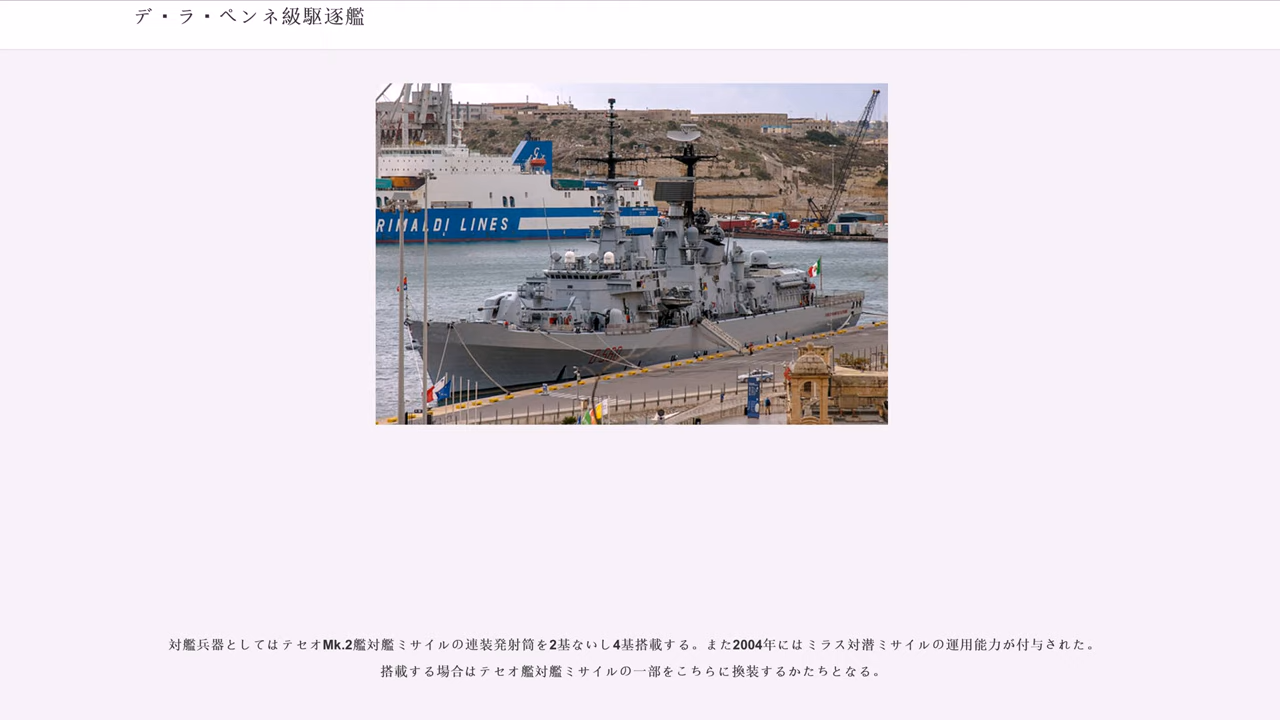 デ・ラ・ペンネ級駆逐艦
RIMALDI LINES
対艦兵器としてはテセオMk.2艦対艦ミサイルの連装発射筒を2基ないし4基搭載する。また2004年にはミラス対潜ミサイルの運用能力が付与された。
搭載する場合はテセオ艦対艦ミサイルの一部をこちらに換装するかたちとなる。